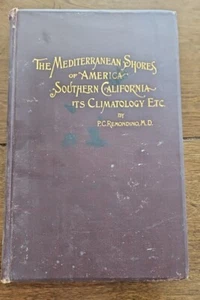 The Mediterranean Shores
of America
Southern California
Its Climatology Etc
by
P.C. Remondino, M.D.